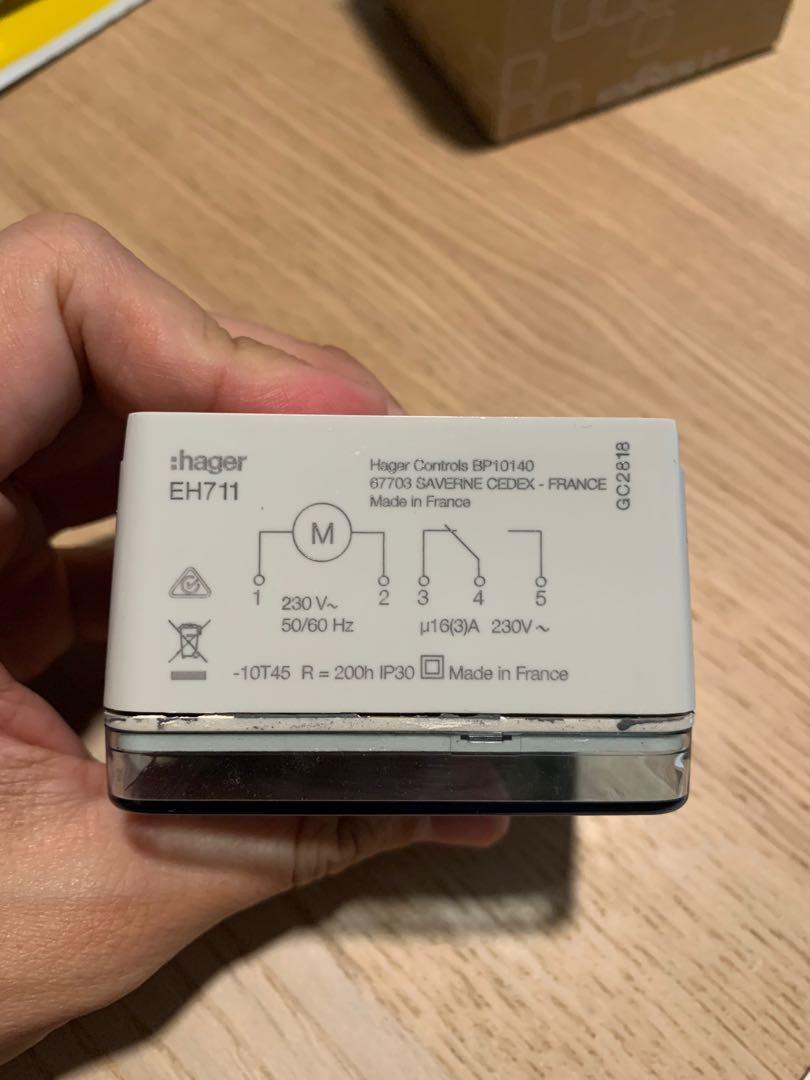 :hager
EH711
Hager Controls BP10140
67703 SAVERNE CEDEX - FRANCE
Made in France
GC2818
M
1 2 3 4 5
230 V~
50/60 Hz
µ16(3)A 230V~
-10T45 R = 200h IP30 Made in France